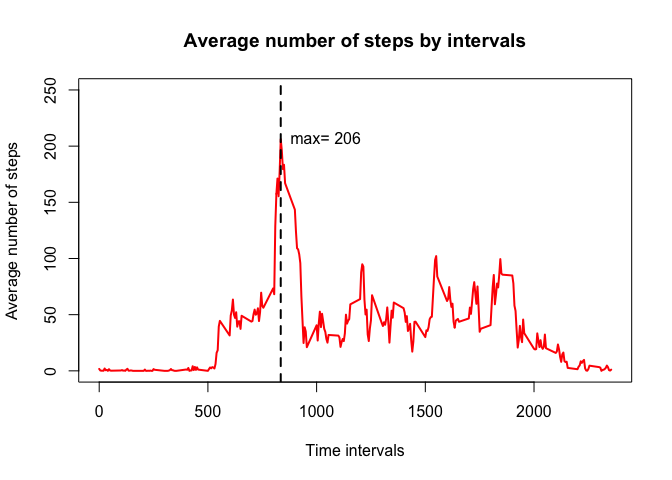 Average number of steps by intervals
250
200
150
100
50
0
Average number of steps
max= 206
0 500 1000 1500 2000
Time intervals